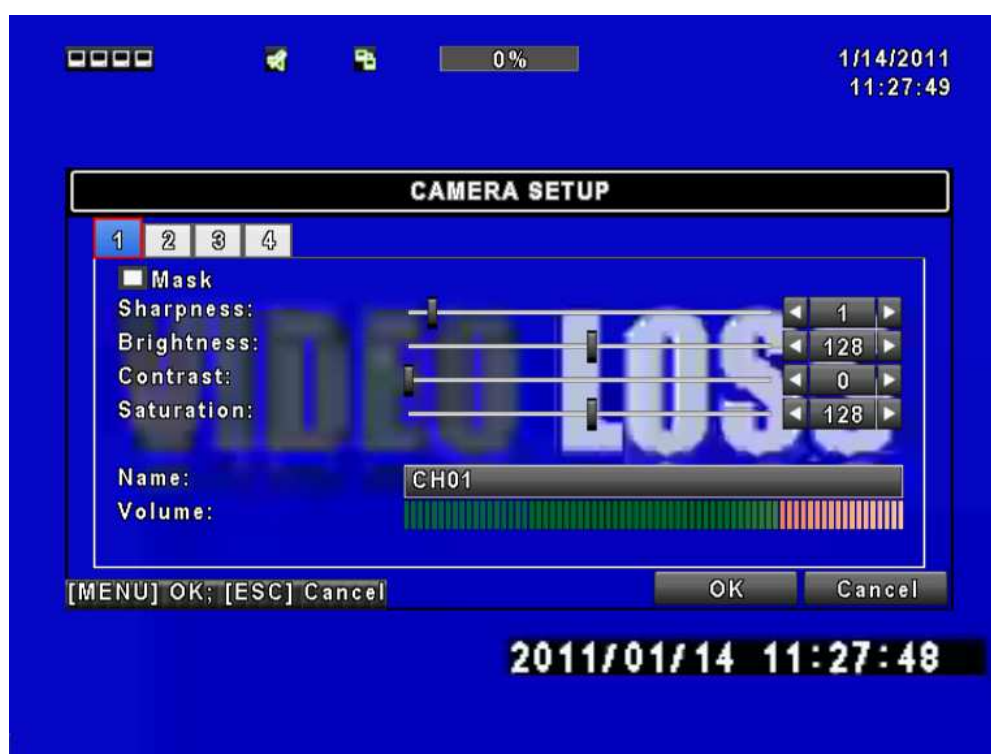 0%
1/14/2011
11:27:49
CAMERA SETUP
1 2 3 4
Mask
Sharpness: 1
Brightness: 128
Contrast: 0
Saturation: 128
VIDEO LOSS
Name: CH01
Volume:
[MENU] OK; [ESC] Cancel OK Cancel
2011/01/14 11:27:48